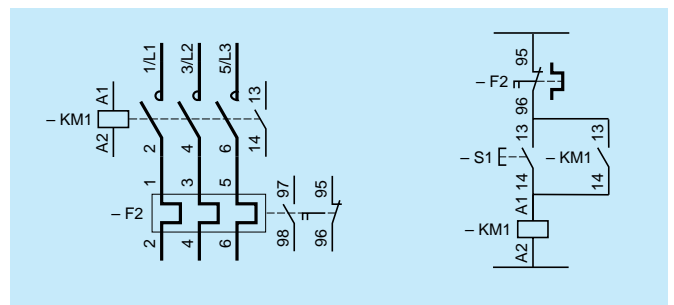 1/L1 3/L2 5/L3
A1 13
– KM1
A2 2 4 6 14
1 3 5 97 95
– F2
2 4 6 98 96
95
– F2
96
13 13
– S1 – KM1
14 14
A1
– KM1
A2